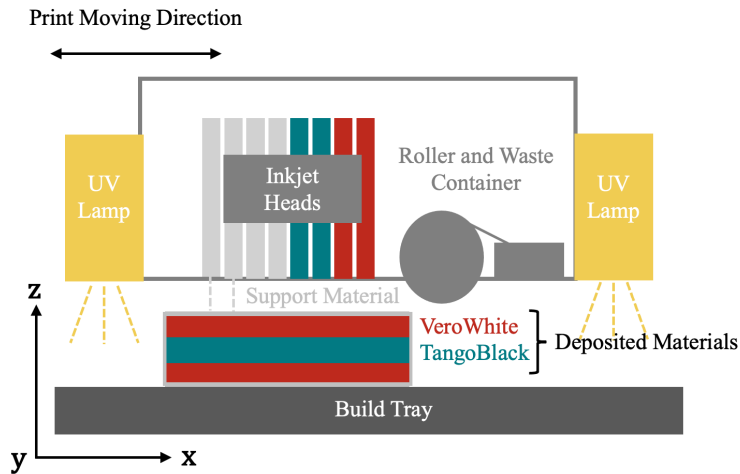 Print Moving Direction
UV
Lamp
Inkjet
Heads
Roller and Waste
Container
UV
Lamp
z
Support Material
VeroWhite
TangoBlack
Deposited Materials
Build Tray
y
x